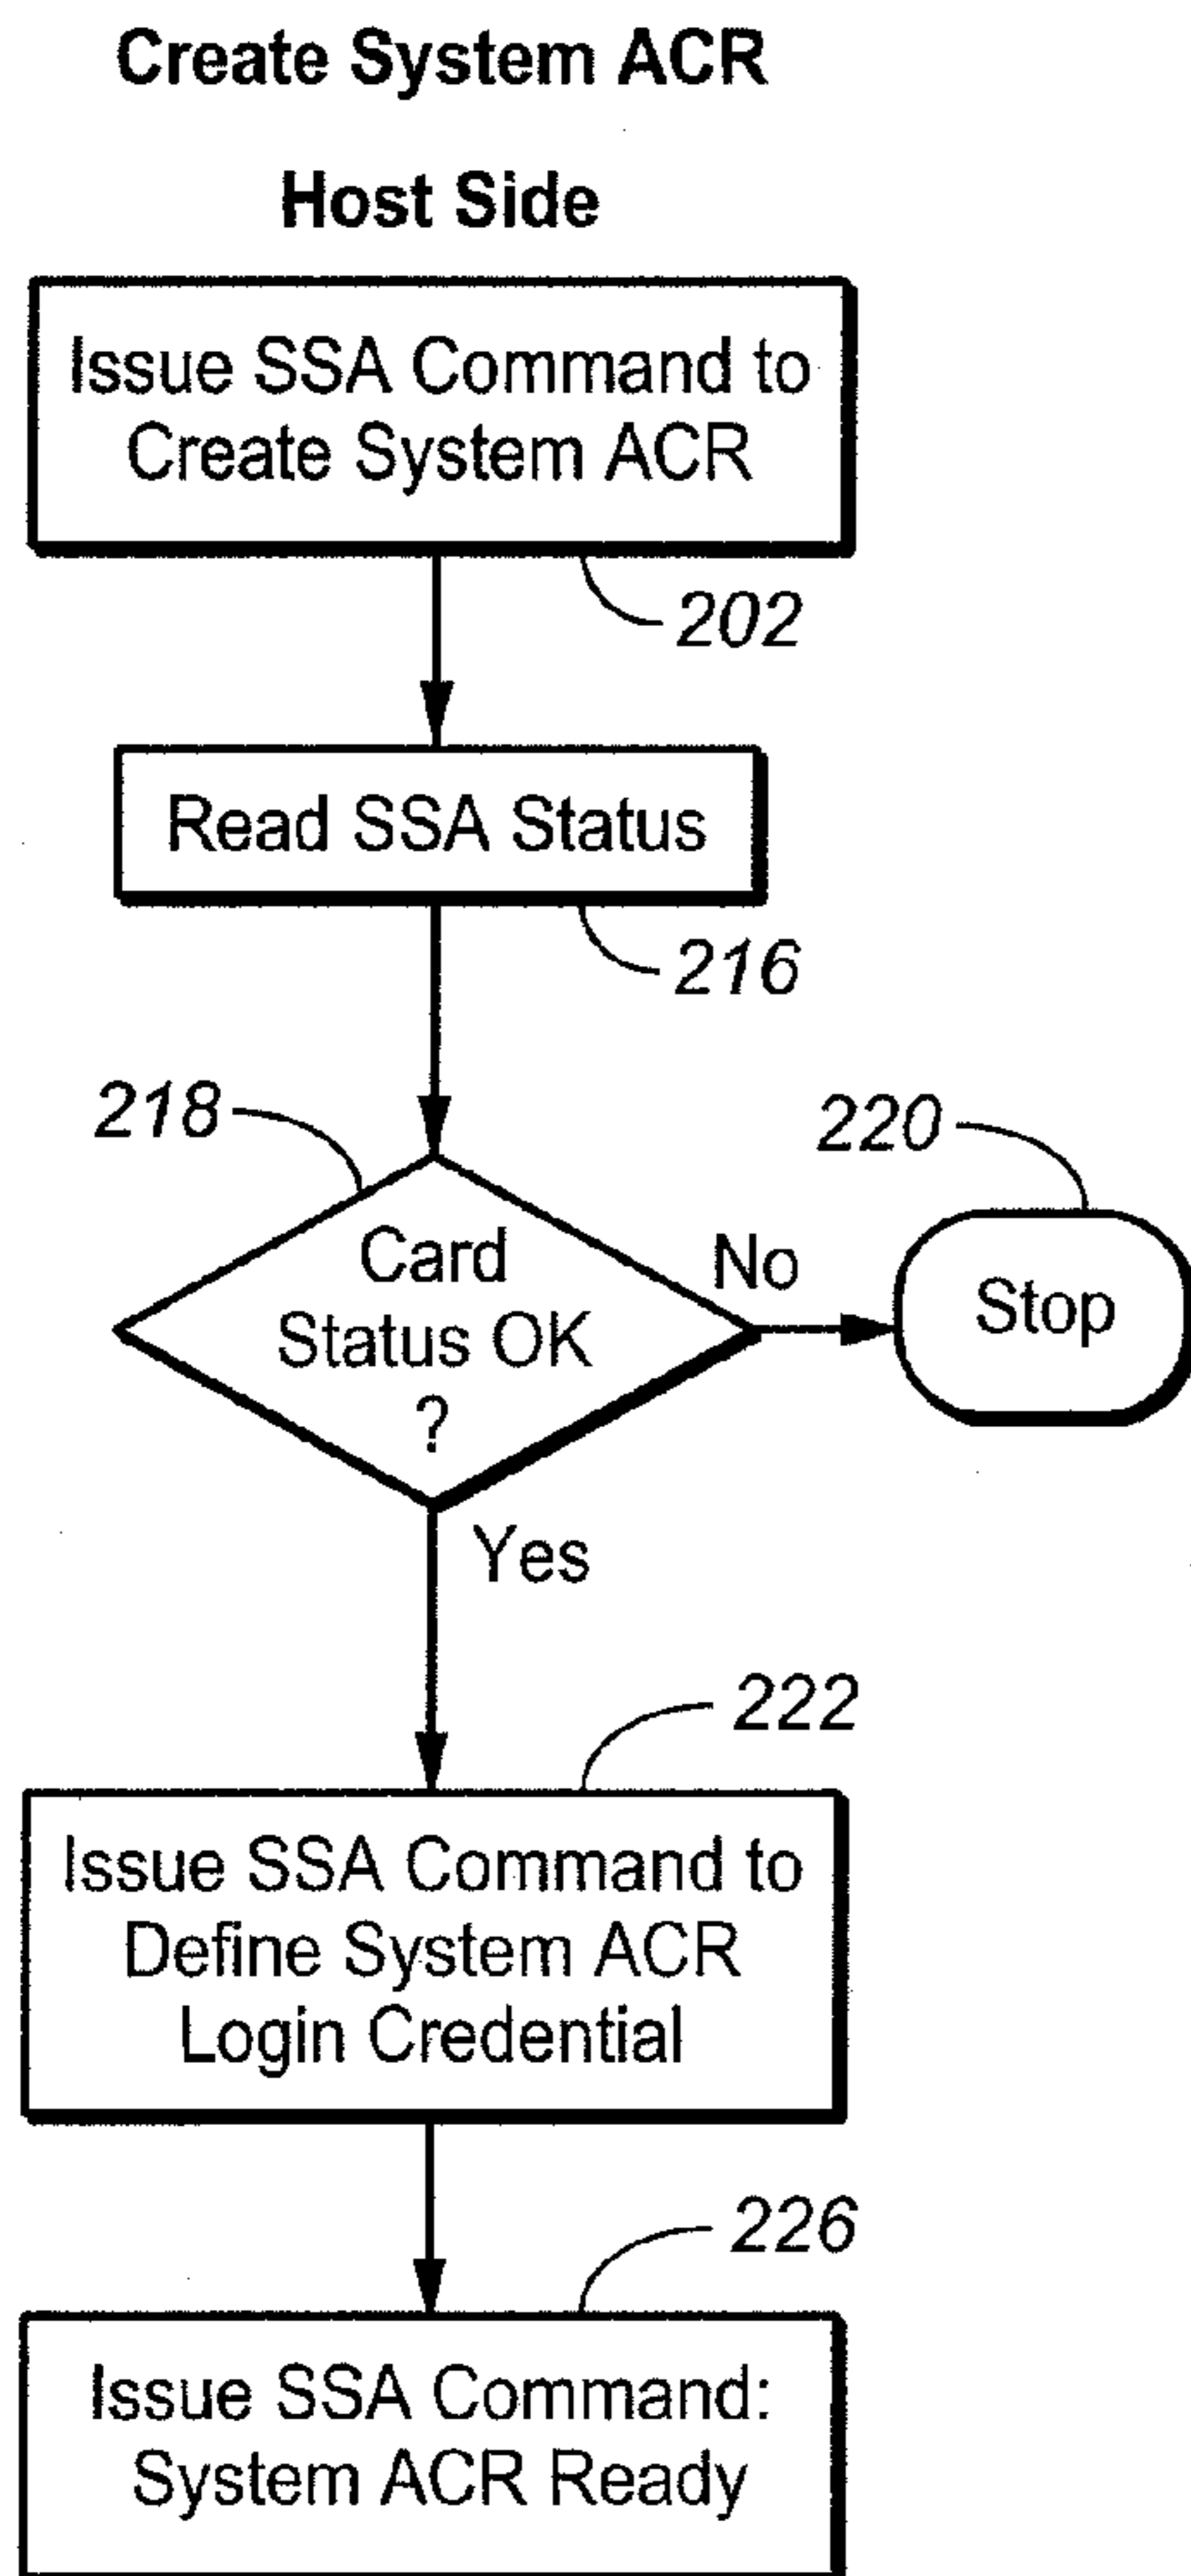 Create System ACR
Host Side
Issue SSA Command to
Create System ACR
202
Read SSA Status
216
218
220
Card
Status OK
?
No
Stop
Yes
222
Issue SSA Command to
Define System ACR
Login Credential
226
Issue SSA Command:
System ACR Ready